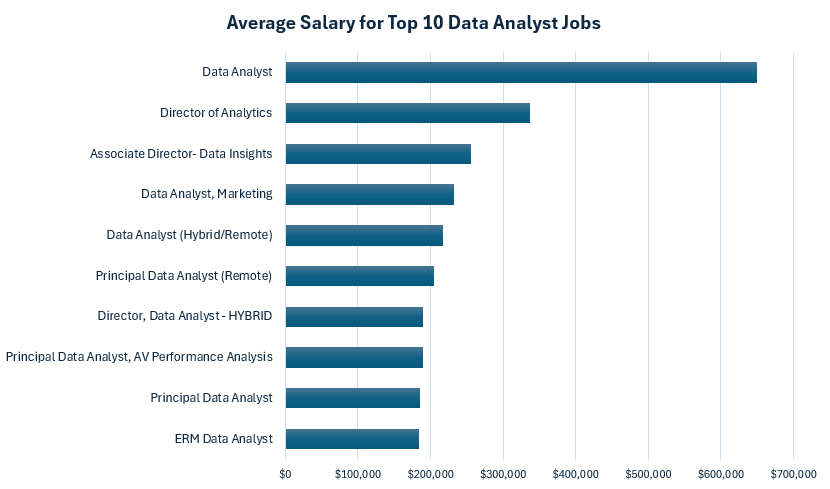 Average Salary for Top 10 Data Analyst Jobs
Data Analyst
Director of Analytics
Associate Director- Data Insights
Data Analyst, Marketing
Data Analyst (Hybrid/Remote)
Principal Data Analyst (Remote)
Director, Data Analyst - HYBRID
Principal Data Analyst, AV Performance Analysis
Principal Data Analyst
ERM Data Analyst
$0 $100,000 $200,000 $300,000 $400,000 $500,000 $600,000 $700,000